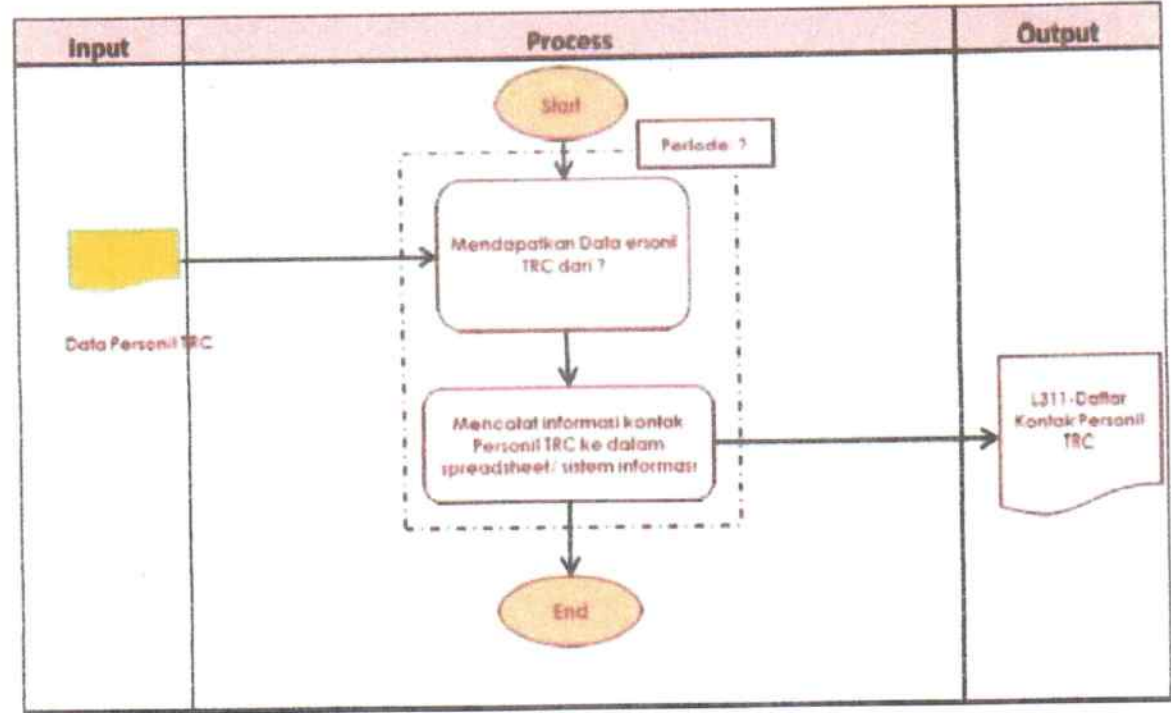 Input
Process
Output
Start
Periode ?
Mendapatkan Data ersonil
TRC dari ?
Data Personil TRC
Mencatat informasi kontak
Personil TRC ke dalam
spreadsheet/ sistem informasi
L311-Daftar
Kontak Personil
TRC
End